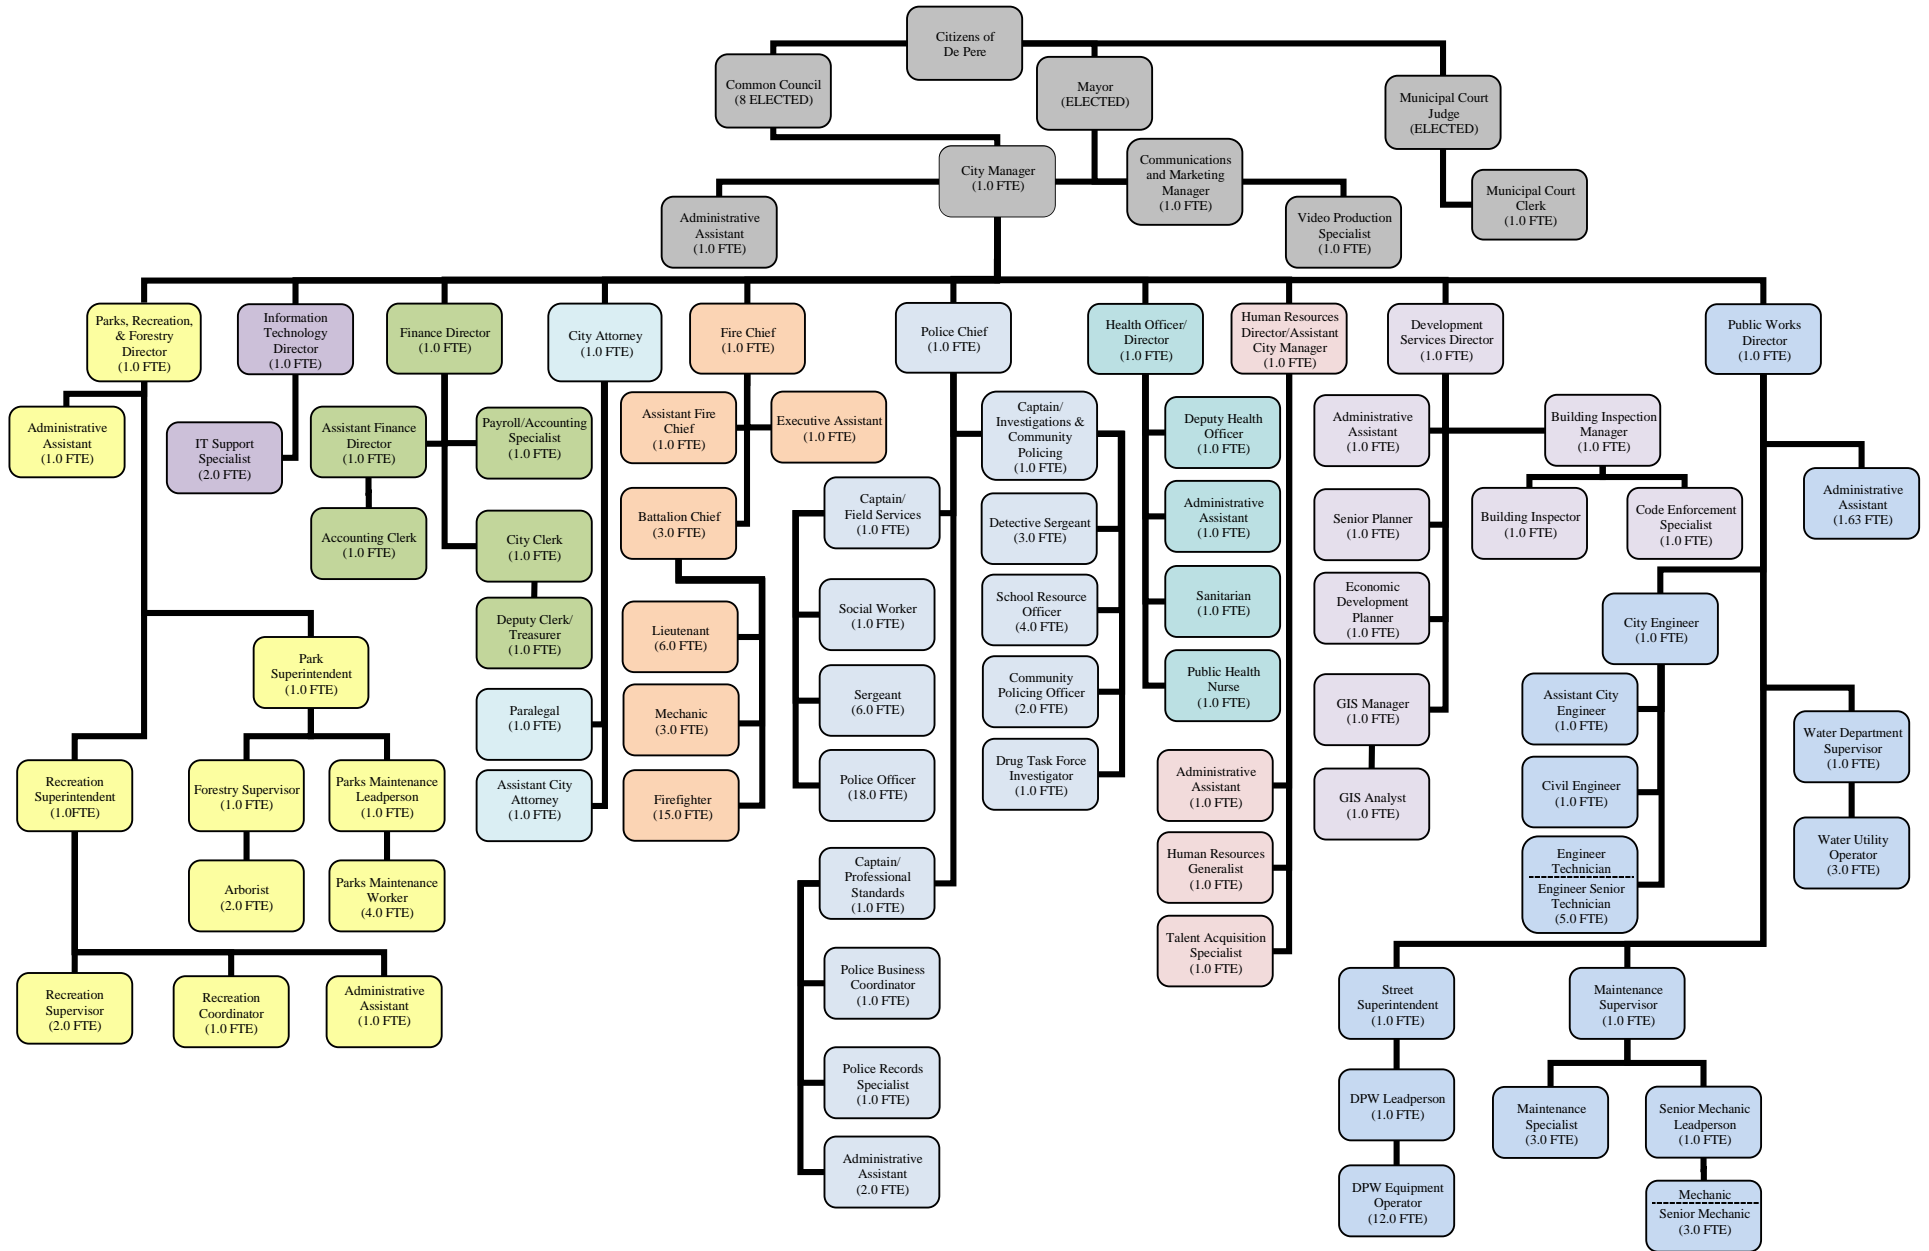 Citizens of
De Pere
Common Council
(8 ELECTED)
Mayor
(ELECTED)
Municipal Court
Judge
(ELECTED)
City Manager
(1.0 FTE)
Communications
and Marketing
Manager
(1.0 FTE)
Municipal Court
Clerk
(1.0 FTE)
Administrative
Assistant
(1.0 FTE)
Video Production
Specialist
(1.0 FTE)
Parks, Recreation,
& Forestry
Director
(1.0 FTE)
Information
Technology
Director
(1.0 FTE)
Finance Director
(1.0 FTE)
City Attorney
(1.0 FTE)
Fire Chief
(1.0 FTE)
Police Chief
(1.0 FTE)
Health Officer/
Director
(1.0 FTE)
Human Resources
Director/Assistant
City Manager
(1.0 FTE)
Development
Services Director
(1.0 FTE)
Public Works
Director
(1.0 FTE)
Administrative
Assistant
(1.0 FTE)
IT Support
Specialist
(2.0 FTE)
Assistant Finance
Director
(1.0 FTE)
Payroll/Accounting
Specialist
(1.0 FTE)
Accounting Clerk
(1.0 FTE)
City Clerk
(1.0 FTE)
Deputy Clerk/
Treasurer
(1.0 FTE)
Paralegal
(1.0 FTE)
Assistant City
Attorney
(1.0 FTE)
Assistant Fire
Chief
(1.0 FTE)
Executive Assistant
(1.0 FTE)
Battalion Chief
(3.0 FTE)
Lieutenant
(6.0 FTE)
Mechanic
(3.0 FTE)
Firefighter
(15.0 FTE)
Captain/
Field Services
(1.0 FTE)
Social Worker
(1.0 FTE)
Sergeant
(6.0 FTE)
Police Officer
(18.0 FTE)
Captain/
Professional
Standards
(1.0 FTE)
Police Business
Coordinator
(1.0 FTE)
Police Records
Specialist
(1.0 FTE)
Administrative
Assistant
(2.0 FTE)
Captain/
Investigations &
Community
Policing
(1.0 FTE)
Detective Sergeant
(3.0 FTE)
School Resource
Officer
(4.0 FTE)
Community
Policing Officer
(2.0 FTE)
Drug Task Force
Investigator
(1.0 FTE)
Deputy Health
Officer
(1.0 FTE)
Administrative
Assistant
(1.0 FTE)
Sanitarian
(1.0 FTE)
Public Health
Nurse
(1.0 FTE)
Administrative
Assistant
(1.0 FTE)
Human Resources
Generalist
(1.0 FTE)
Talent Acquisition
Specialist
(1.0 FTE)
Administrative
Assistant
(1.0 FTE)
Building Inspection
Manager
(1.0 FTE)
Senior Planner
(1.0 FTE)
Building Inspector
(1.0 FTE)
Code Enforcement
Specialist
(1.0 FTE)
Economic
Development
Planner
(1.0 FTE)
GIS Manager
(1.0 FTE)
GIS Analyst
(1.0 FTE)
Administrative
Assistant
(1.63 FTE)
City Engineer
(1.0 FTE)
Assistant City
Engineer
(1.0 FTE)
Civil Engineer
(1.0 FTE)
Engineer
Technician
Engineer Senior
Technician
(5.0 FTE)
Water Department
Supervisor
(1.0 FTE)
Water Utility
Operator
(3.0 FTE)
Street
Superintendent
(1.0 FTE)
DPW Leadperson
(1.0 FTE)
DPW Equipment
Operator
(12.0 FTE)
Maintenance
Supervisor
(1.0 FTE)
Maintenance
Specialist
(3.0 FTE)
Senior Mechanic
Leadperson
(1.0 FTE)
Mechanic
Senior Mechanic
(3.0 FTE)
Park
Superintendent
(1.0 FTE)
Recreation
Superintendent
(1.0FTE)
Forestry Supervisor
(1.0 FTE)
Parks Maintenance
Leadperson
(1.0 FTE)
Arborist
(2.0 FTE)
Parks Maintenance
Worker
(4.0 FTE)
Recreation
Supervisor
(2.0 FTE)
Recreation
Coordinator
(1.0 FTE)
Administrative
Assistant
(1.0 FTE)